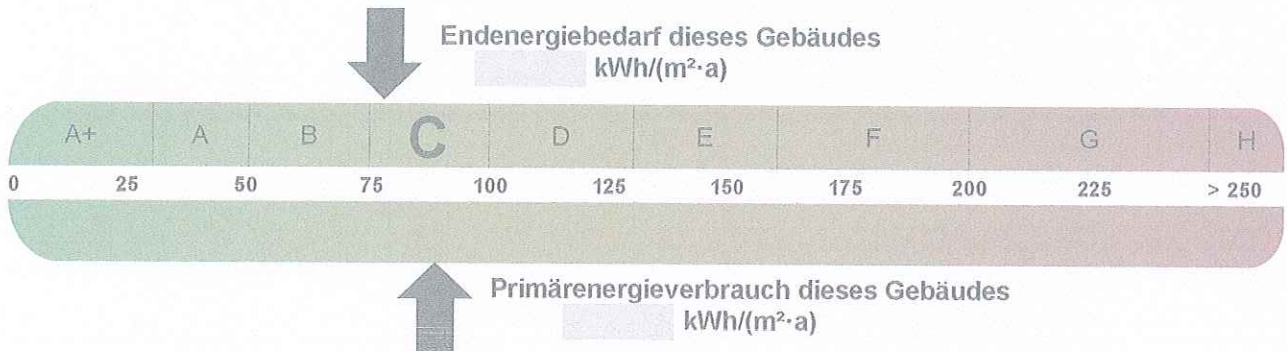 Endenergiebedarf dieses Gebäudes
kWh/(m²·a)
A+ A B C D E F G H
0 25 50 75 100 125 150 175 200 225 > 250
Primärenergieverbrauch dieses Gebäudes
kWh/(m²·a)